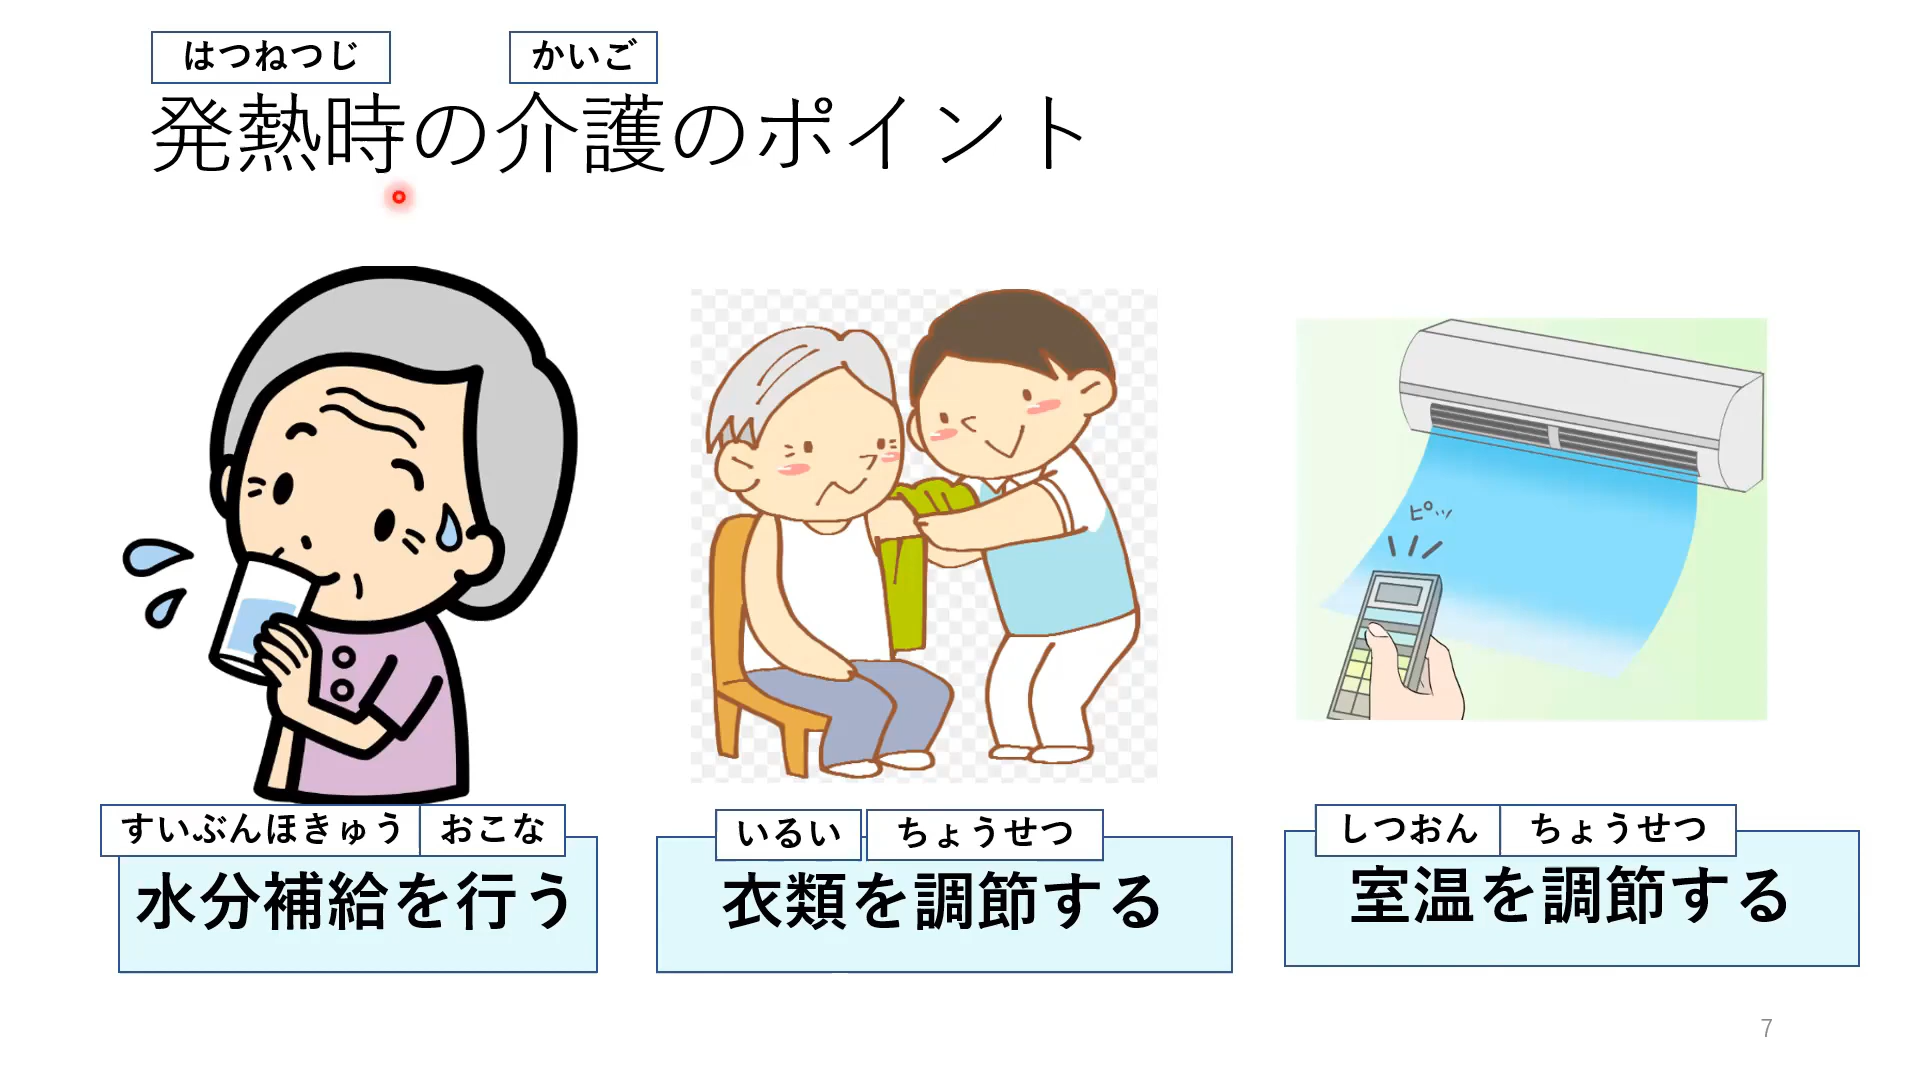 はつねつじ かいご
発熱時の介護のポイント
ピッ
すいぶんほきゅう おこな
水分補給を行う
いるい ちょうせつ
衣類を調節する
しつおん ちょうせつ
室温を調節する
7